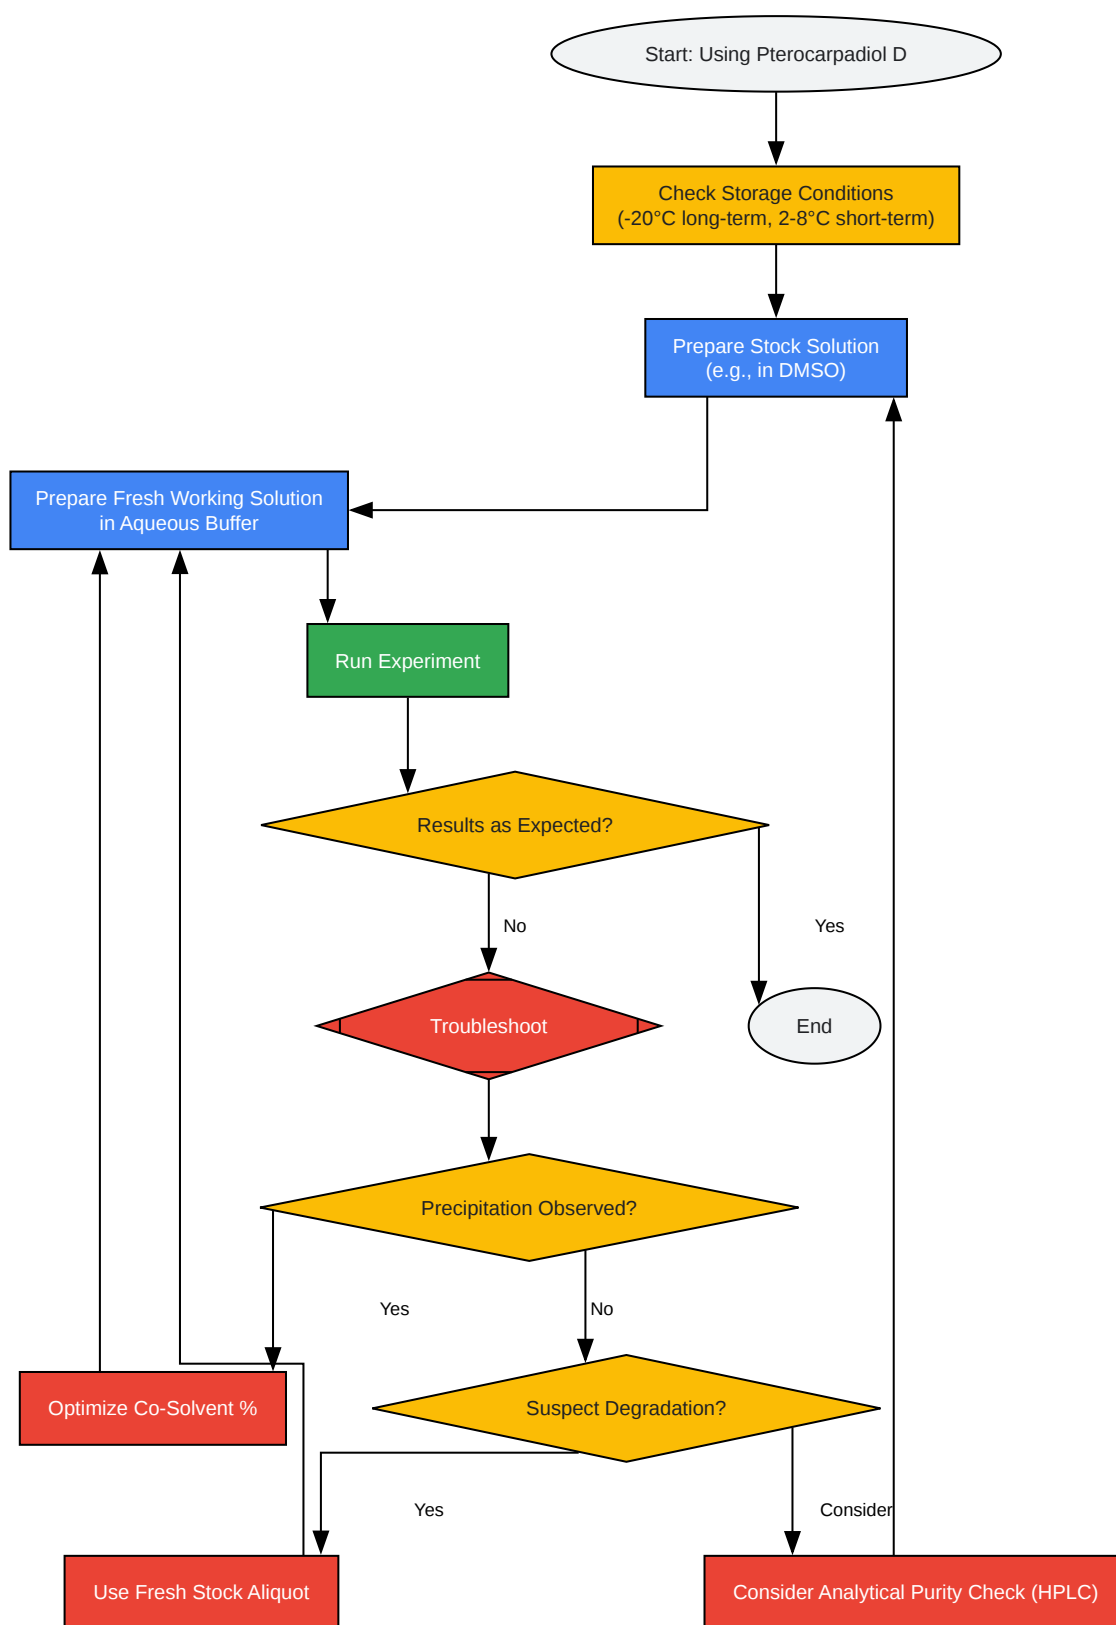 Start: Using Pterocarpadiol D
Check Storage Conditions
(-20°C long-term, 2-8°C short-term)
Prepare Stock Solution
(e.g., in DMSO)
Prepare Fresh Working Solution
in Aqueous Buffer
Run Experiment
Results as Expected?
No
Yes
Troubleshoot
End
Precipitation Observed?
Yes
No
Optimize Co-Solvent %
Suspect Degradation?
Yes
Consider
Use Fresh Stock Aliquot
Consider Analytical Purity Check (HPLC)